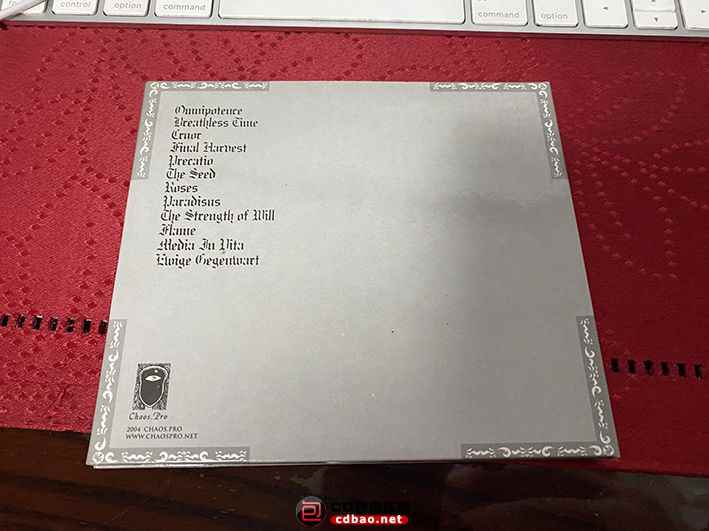 control
option
command
command
option
Omnipotence
Breathless Time
Cruor
Final Harvest
Precatio
The Seed
Roses
Paradisus
The Strength of Will
Flame
Media In Vita
Ewige Gegenwart
Chaos.Pro
2004 CHAOS.PRO
WWW.CHAOSPRO.NET
cdbao.net